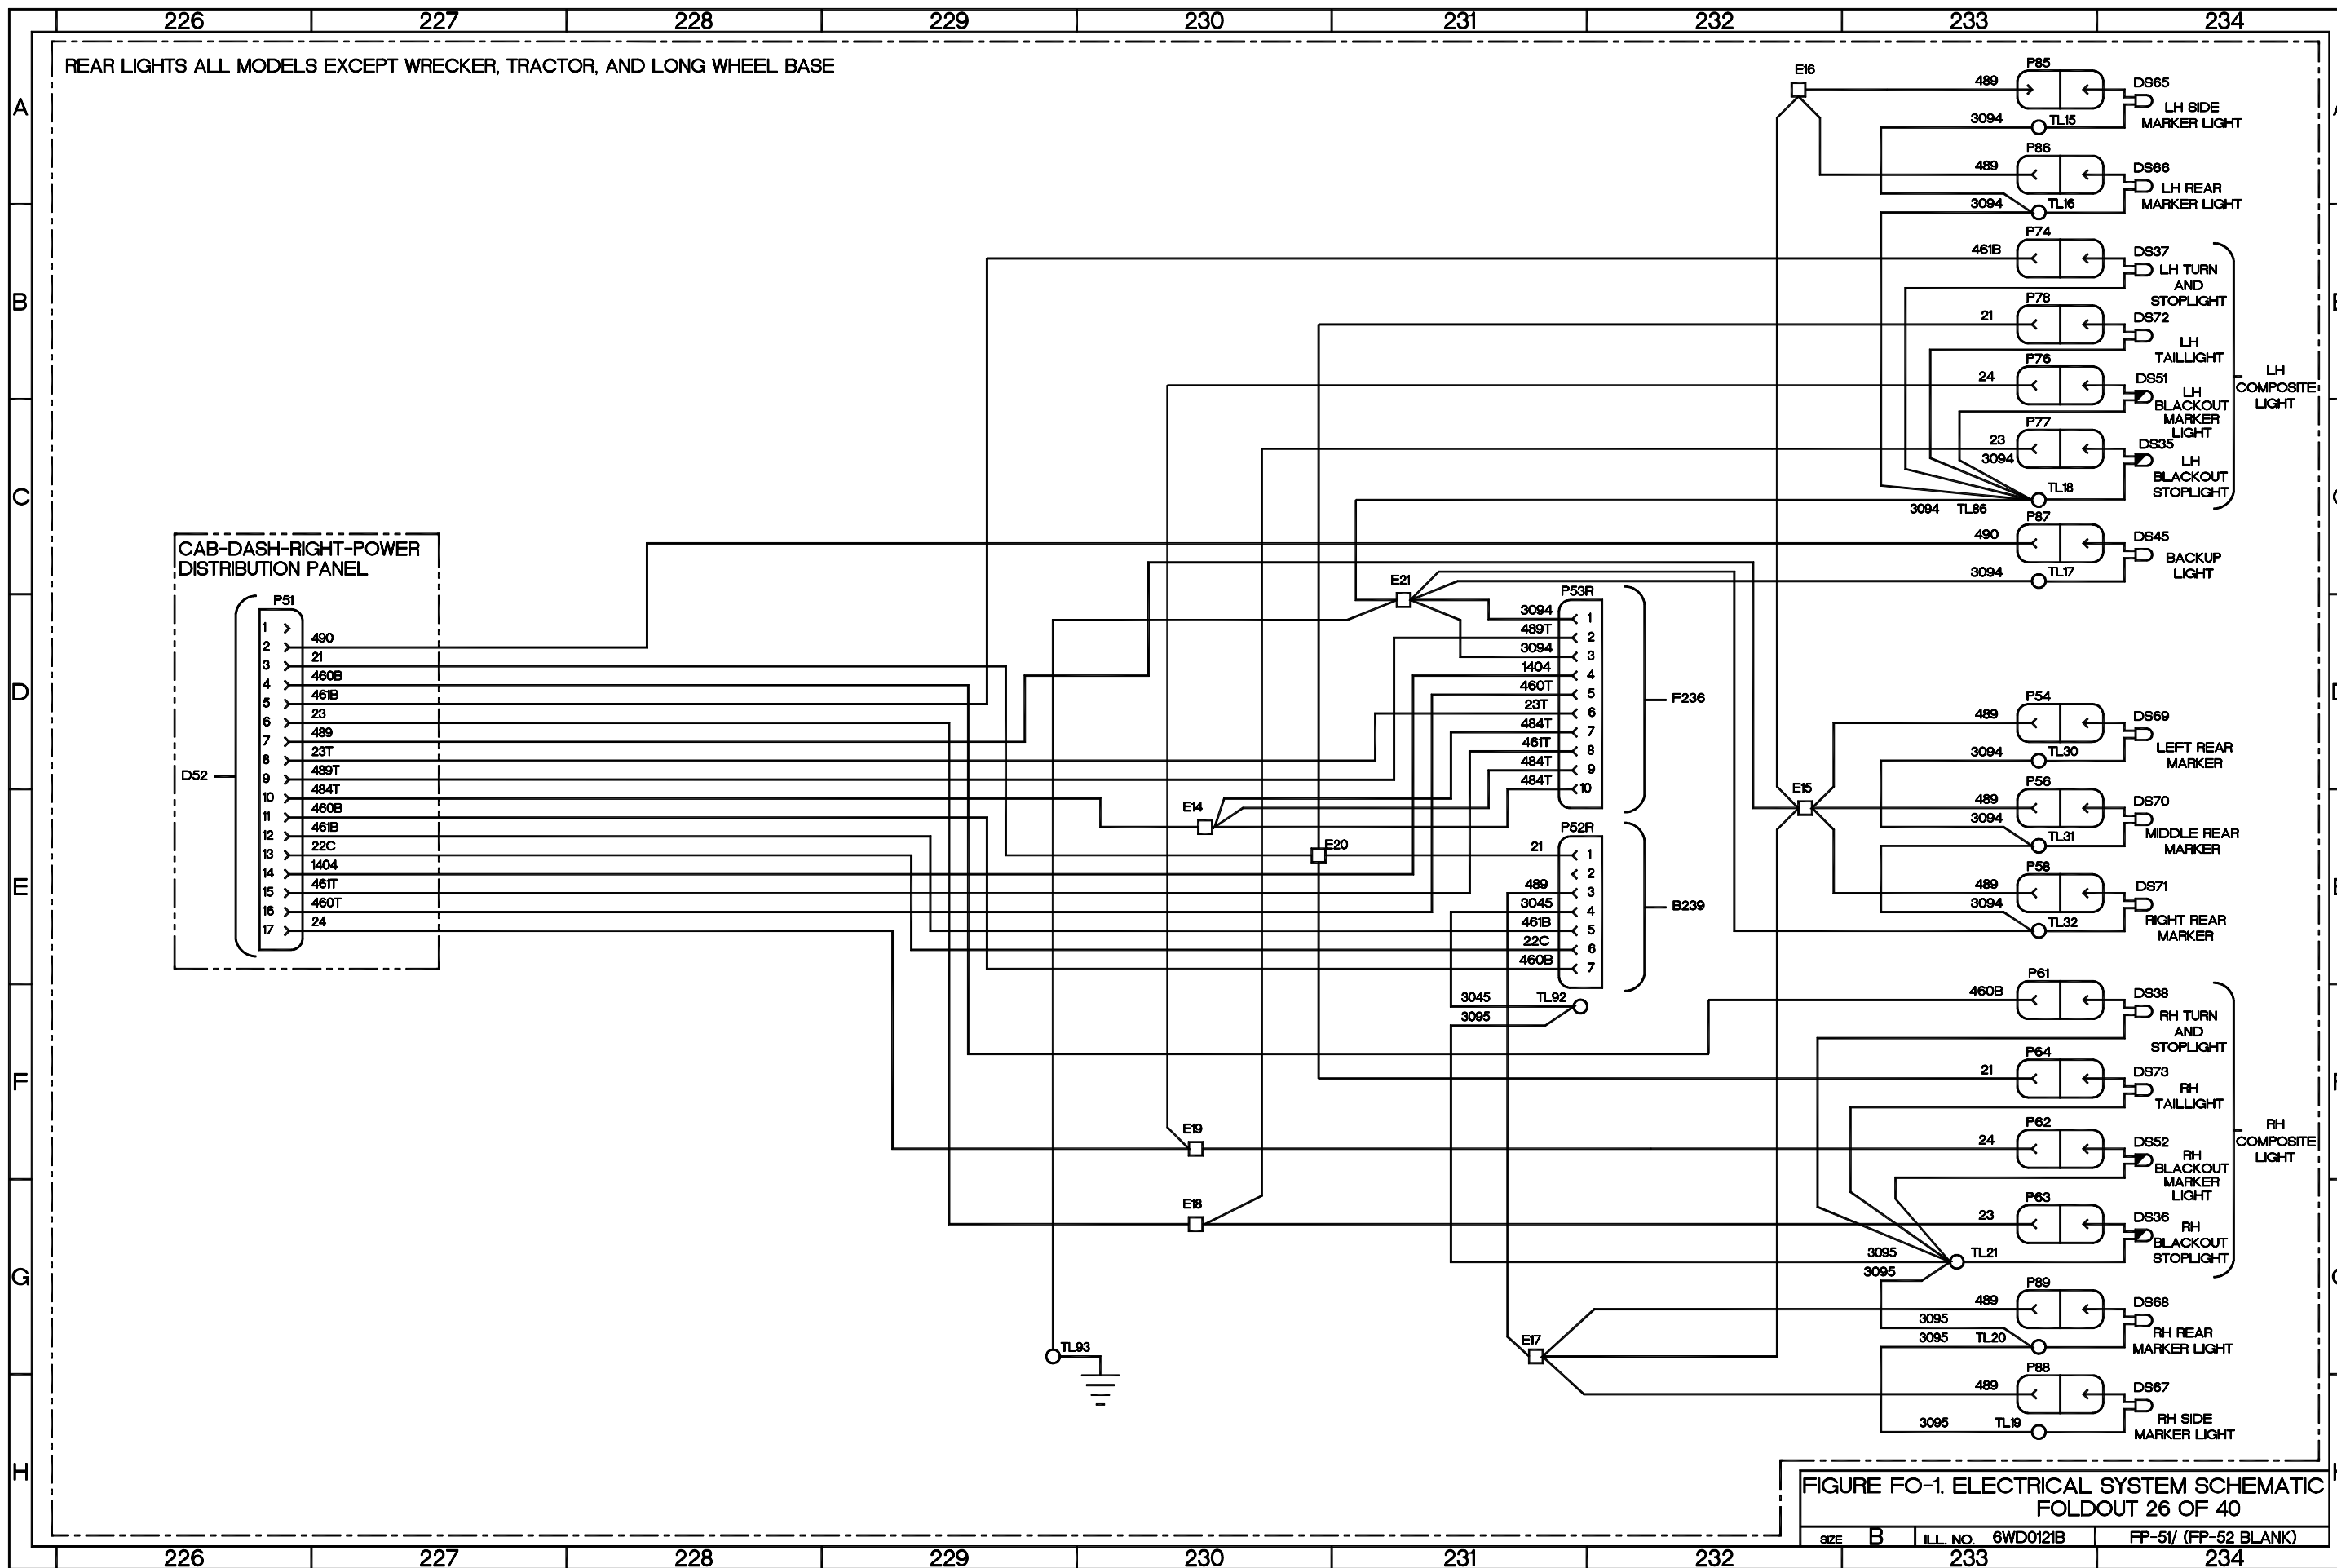 226 227 228 229 230 231 232 233 234
REAR LIGHTS ALL MODELS EXCEPT WRECKER, TRACTOR, AND LONG WHEEL BASE
A
B
C
D
E
F
G
H
CAB-DASH-RIGHT-POWER
DISTRIBUTION PANEL
P51
D52
1
2 490
3 21
4 460B
5 461B
6 23
7 489
8 23T
9 489T
10 484T
11 460B
12 461B
13 22C
14 1404
15 461T
16 460T
17 24
E21
E14
E20
E19
E18
E17
E16
E15
TL93
P53R
3094 1
489T 2
3094 3
1404 4
460T 5
23T 6
484T 7
461T 8
484T 9
484T 10
F236
P52R
21 1
2
489 3
3045 4
461B 5
22C 6
460B 7
B239
3045 TL92
3095
P85
489 DS65
LH SIDE
MARKER LIGHT
3094 TL15
P86
489 DS66
LH REAR
MARKER LIGHT
3094 TL16
P74
461B DS37
LH TURN
AND
STOPLIGHT
P78
21 DS72
LH
TAILLIGHT
P76
24 DS51
LH
BLACKOUT
MARKER
LIGHT
P77
23 DS35
3094
LH
BLACKOUT
STOPLIGHT
TL18
3094 TL86
LH
COMPOSITE
LIGHT
P87
490 DS45
BACKUP
LIGHT
3094 TL17
P54
489 DS69
LEFT REAR
MARKER
3094 TL30
P56
489 DS70
3094 TL31
MIDDLE REAR
MARKER
P58
489 DS71
3094 TL32
RIGHT REAR
MARKER
P61
460B DS38
RH TURN
AND
STOPLIGHT
P64
21 DS73
RH
TAILLIGHT
P62
24 DS52
RH
BLACKOUT
MARKER
LIGHT
P63
23 DS36
RH
BLACKOUT
STOPLIGHT
RH
COMPOSITE
LIGHT
3095 TL21
3095
P89
489 DS68
3095
3095 TL20
RH REAR
MARKER LIGHT
P88
489 DS67
RH SIDE
MARKER LIGHT
3095 TL19
FIGURE FO-1. ELECTRICAL SYSTEM SCHEMATIC
FOLDOUT 26 OF 40
SIZE B ILL. NO. 6WD0121B FP-51/ (FP-52 BLANK)
226 227 228 229 230 231 232 233 234